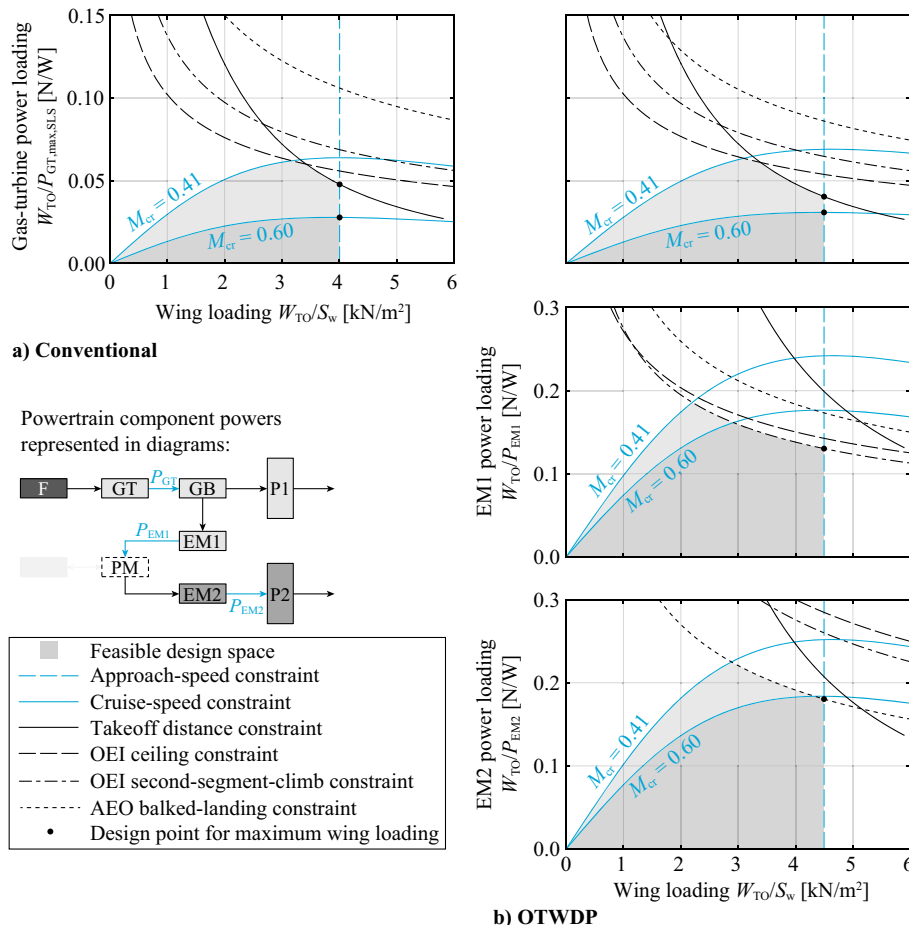 Gas-turbine power loading
W_TO/P_GT,max,SLS [N/W]
0.15
0.10
0.05
0.00
M_cr = 0.41
M_cr = 0.60
0 1 2 3 4 5 6
Wing loading W_TO/S_w [kN/m²]
a) Conventional
M_cr = 0.41
M_cr = 0.60
EM1 power loading
W_TO/P_EM1 [N/W]
0.3
0.2
0.1
0.0
M_cr = 0.41
M_cr = 0,60
Powertrain component powers
represented in diagrams:
F GT P_GT GB P1
P_EM1 EM1
PM
EM2 P_EM2 P2
Feasible design space
Approach-speed constraint
Cruise-speed constraint
Takeoff distance constraint
OEI ceiling constraint
OEI second-segment-climb constraint
AEO balked-landing constraint
Design point for maximum wing loading
EM2 power loading
W_TO/P_EM2 [N/W]
0.3
0.2
0.1
0.0
M_cr = 0.41
M_cr = 0.60
0 1 2 3 4 5 6
Wing loading W_TO/S_w [kN/m²]
b) OTWDP